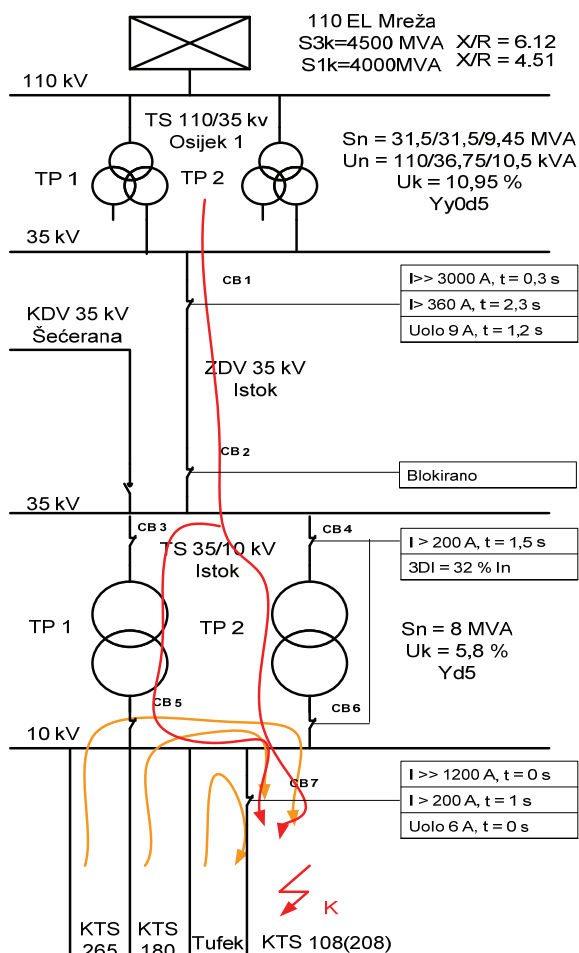 110 EL Mreža
S3k=4500 MVA X/R = 6.12
S1k=4000MVA X/R = 4.51
110 kV
TS 110/35 kv
Osijek 1
TP 1
TP 2
Sn = 31,5/31,5/9,45 MVA
Un = 110/36,75/10,5 kVA
Uk = 10,95 %
Yy0d5
35 kV
CB 1
I>> 3000 A, t = 0,3 s
I> 360 A, t = 2,3 s
Uolo 9 A, t = 1,2 s
KDV 35 kV
Šećerana
ZDV 35 kV
Istok
CB 2
Blokirano
35 kV
CB 3
CB 4
TS 35/10 kV
Istok
I > 200 A, t = 1,5 s
3DI = 32 % In
TP 1
TP 2
Sn = 8 MVA
Uk = 5,8 %
Yd5
CB 5
CB 6
10 kV
CB 7
I >> 1200 A, t = 0 s
I > 200 A, t = 1 s
Uolo 6 A, t = 0 s
K
KTS
265
KTS
180
Tufek
KTS 108(208)